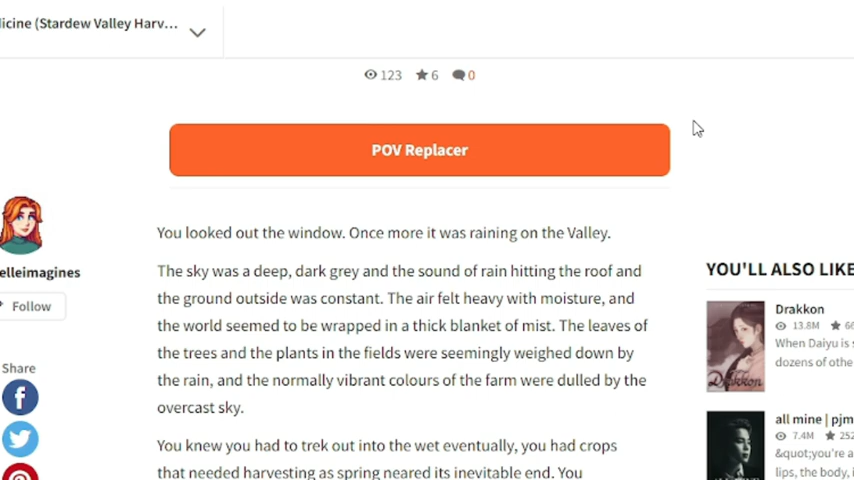 dicine (Stardew Valley Harv...
123 6 0
POV Replacer
elleimagines
Follow
Share
You looked out the window. Once more it was raining on the Valley.
The sky was a deep, dark grey and the sound of rain hitting the roof and
the ground outside was constant. The air felt heavy with moisture, and
the world seemed to be wrapped in a thick blanket of mist. The leaves of
the trees and the plants in the fields were seemingly weighed down by
the rain, and the normally vibrant colours of the farm were dulled by the
overcast sky.
You knew you had to trek out into the wet eventually, you had crops
that needed harvesting as spring neared its inevitable end. You
YOU'LL ALSO LIKE
Drakkon
13.8M 66
When Daiyu is s
dozens of othe
Drakkon
all mine | pjm
7.4M 252
&quot;you're a
lips, the body, i